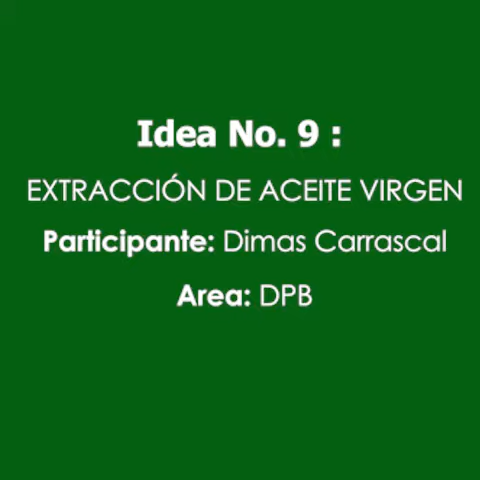 Idea No. 9 :
EXTRACCIÓN DE ACEITE VIRGEN
Participante: Dimas Carrascal
Area: DPB